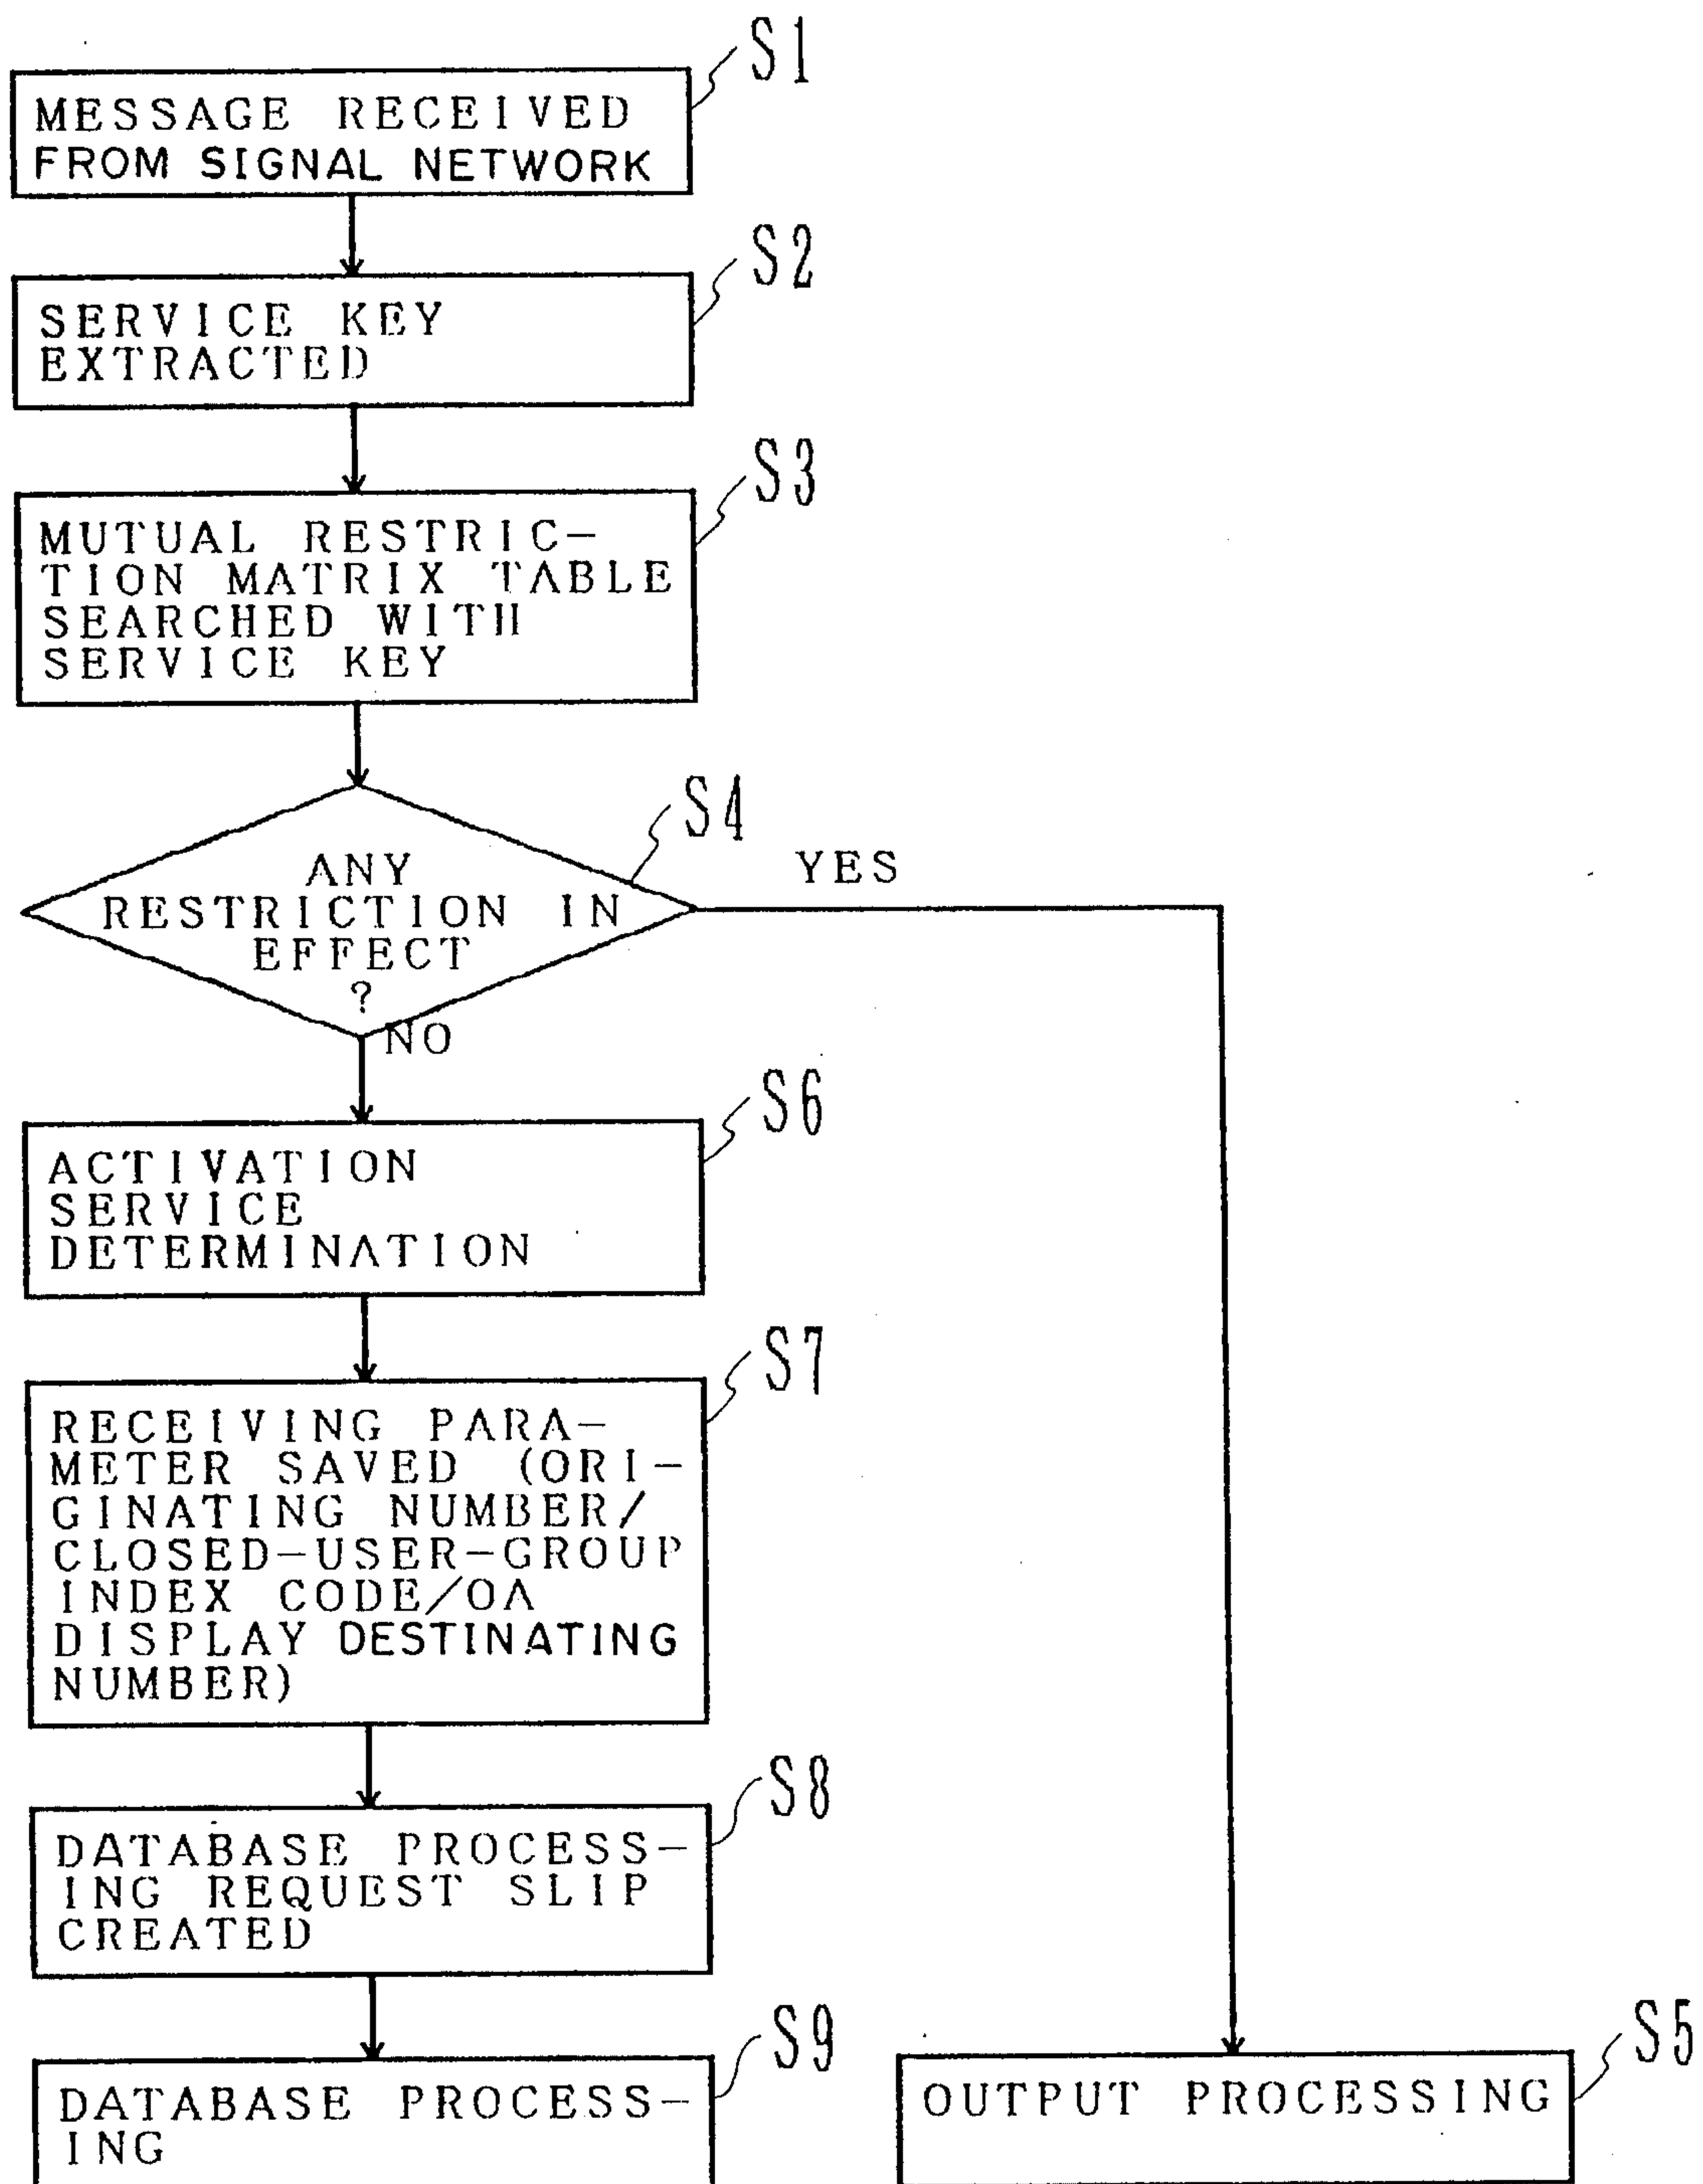 S1
MESSAGE RECEIVED
FROM SIGNAL NETWORK
S2
SERVICE KEY
EXTRACTED
S3
MUTUAL RESTRIC-
TION MATRIX TABLE
SEARCHED WITH
SERVICE KEY
S4
ANY
RESTRICTION IN
EFFECT
?
YES
NO
S6
ACTIVATION
SERVICE
DETERMINATION
S7
RECEIVING PARA-
METER SAVED (ORI-
GINATING NUMBER/
CLOSED-USER-GROUP
INDEX CODE/OA
DISPLAY DESTINATING
NUMBER)
S8
DATABASE PROCESS-
ING REQUEST SLIP
CREATED
S9
DATABASE PROCESS-
ING
S5
OUTPUT PROCESSING